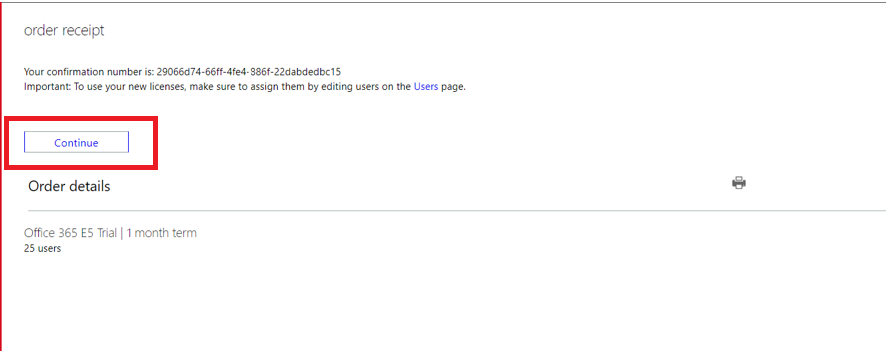 order receipt
Your confirmation number is: 29066d74-66ff-4fe4-886f-22dabdedbc15
Important: To use your new licenses, make sure to assign them by editing users on the Users page.
Continue
Order details
Office 365 E5 Trial | 1 month term
25 users